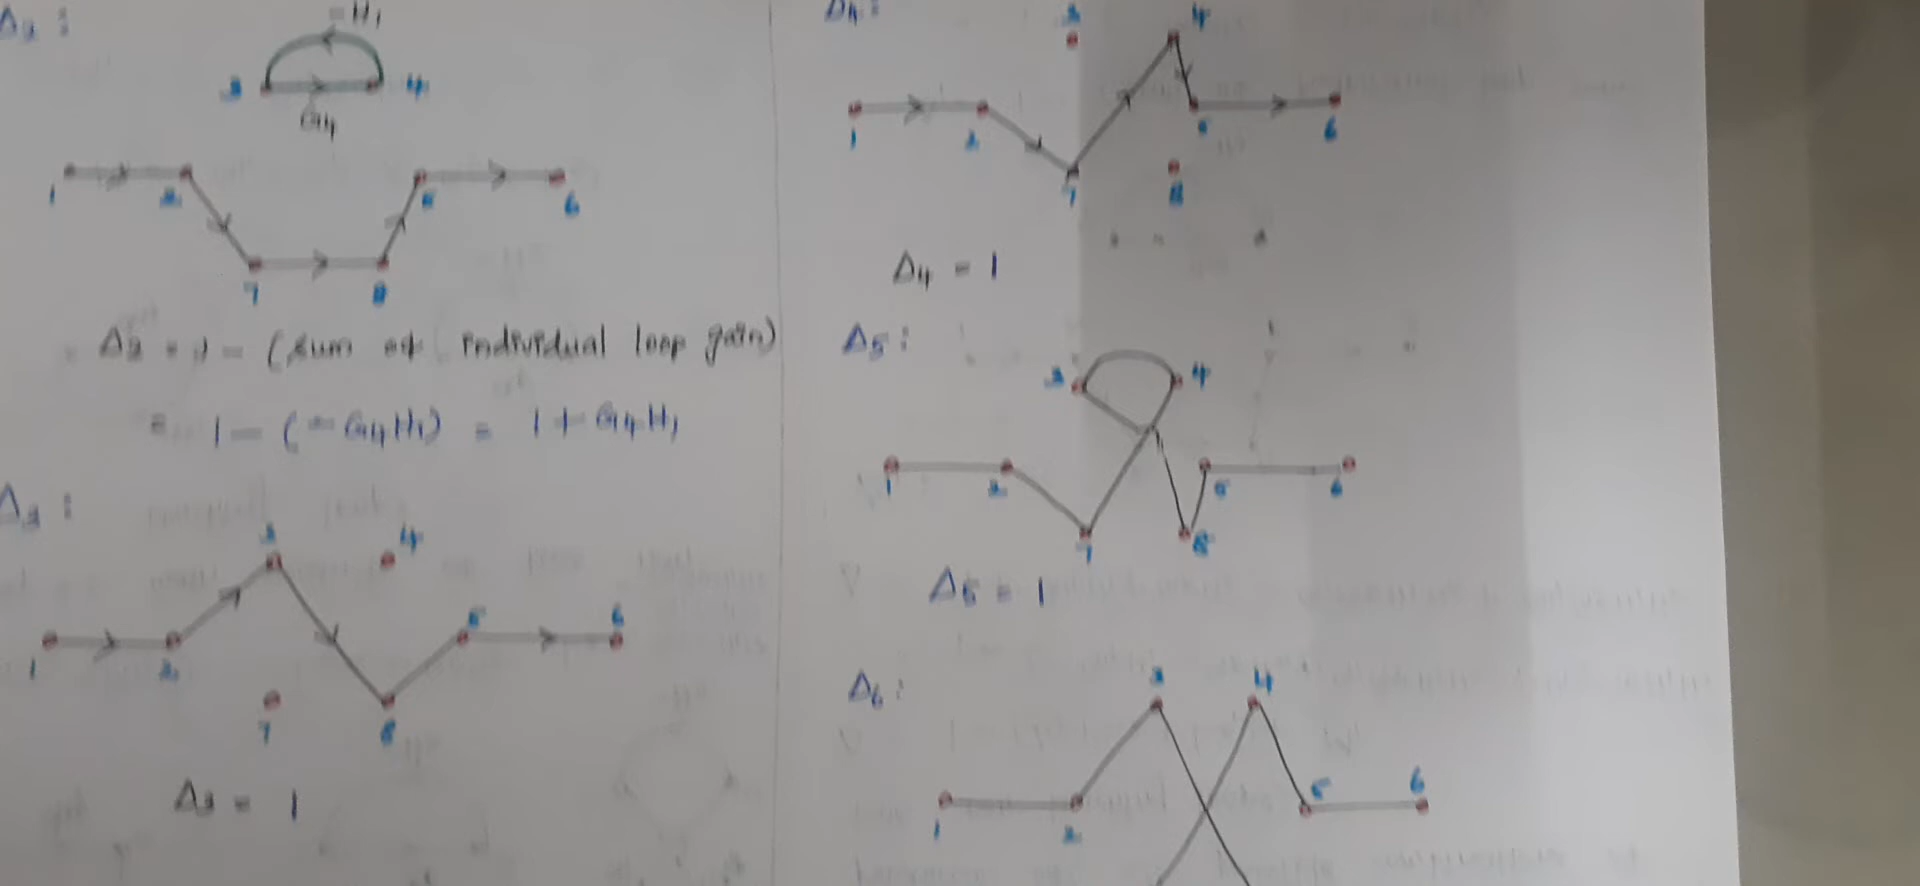 Δ2 :
-H1
3 4
G4
1 2 5 6
7 8
Δ2 = 1 - (sum of individual loop gain)
= 1 - (-G4H1) = 1 + G4H1
Δ3 :
3 4
5 6
1 2
7 8
Δ3 = 1
Δ4 :
3 4
1 2 5 6
7 8
Δ4 = 1
Δ5 :
3 4
1 2 5 6
7 8
Δ5 = 1
Δ6 :
3 4
5 6
1 2